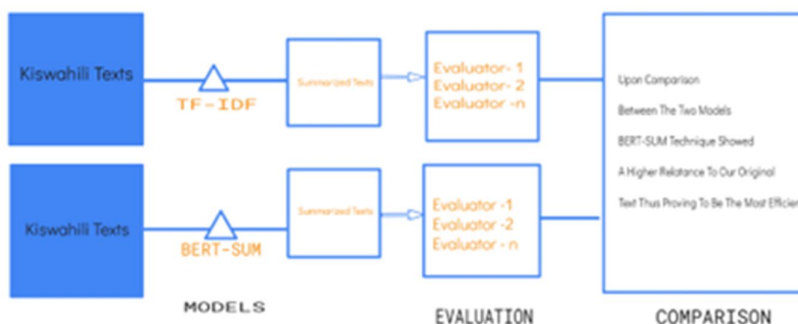 Kiswahili Texts
TF-IDF
Summarized Texts
Evaluator- 1
Evaluator- 2
Evaluator -n
Upon Comparison
Between The Two Models
BERT-SUM Technique Showed
A Higher Relatance To Our Original
Text Thus Proving To Be The Most Efficien
Kiswahili Texts
BERT-SUM
Summarized Texts
Evaluator -1
Evaluator -2
Evaluator - n
MODELS
EVALUATION
COMPARISON